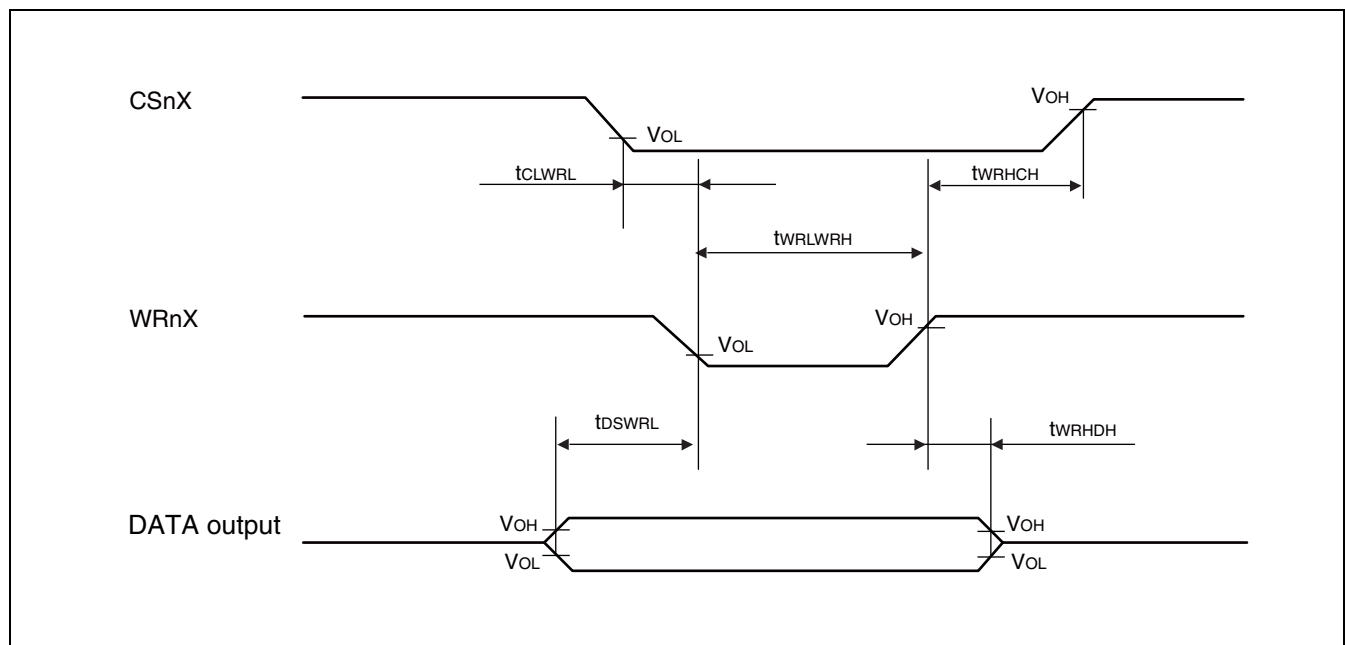 CSnX
VOH
VOL
tCLWRL
tWRHCH
tWRLWRH
WRnX
VOH
VOL
tDSWRL
tWRHDH
DATA output
VOH
VOH
VOL
VOL